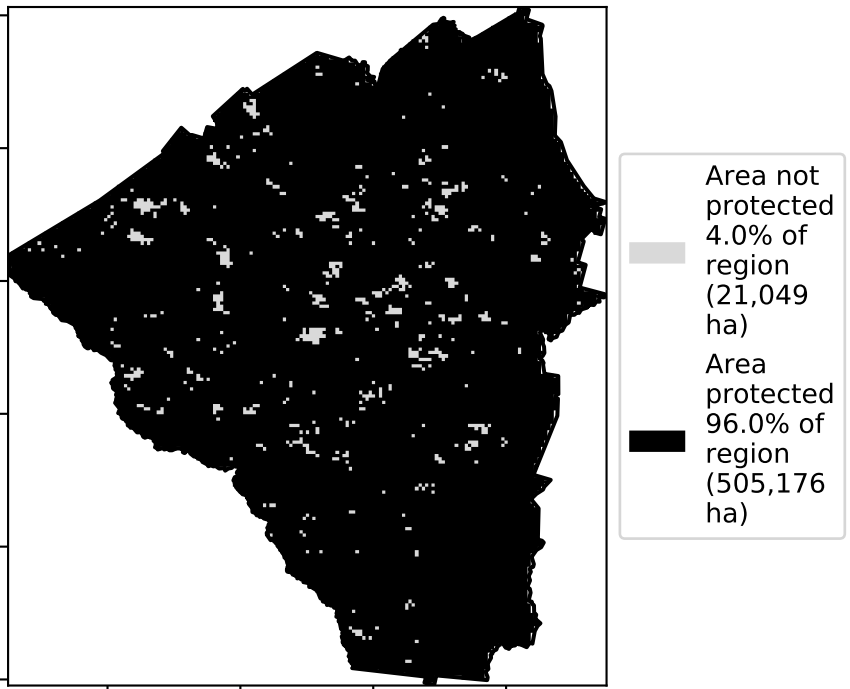 Area not
protected
4.0% of
region
(21,049
ha)
Area
protected
96.0% of
region
(505,176
ha)